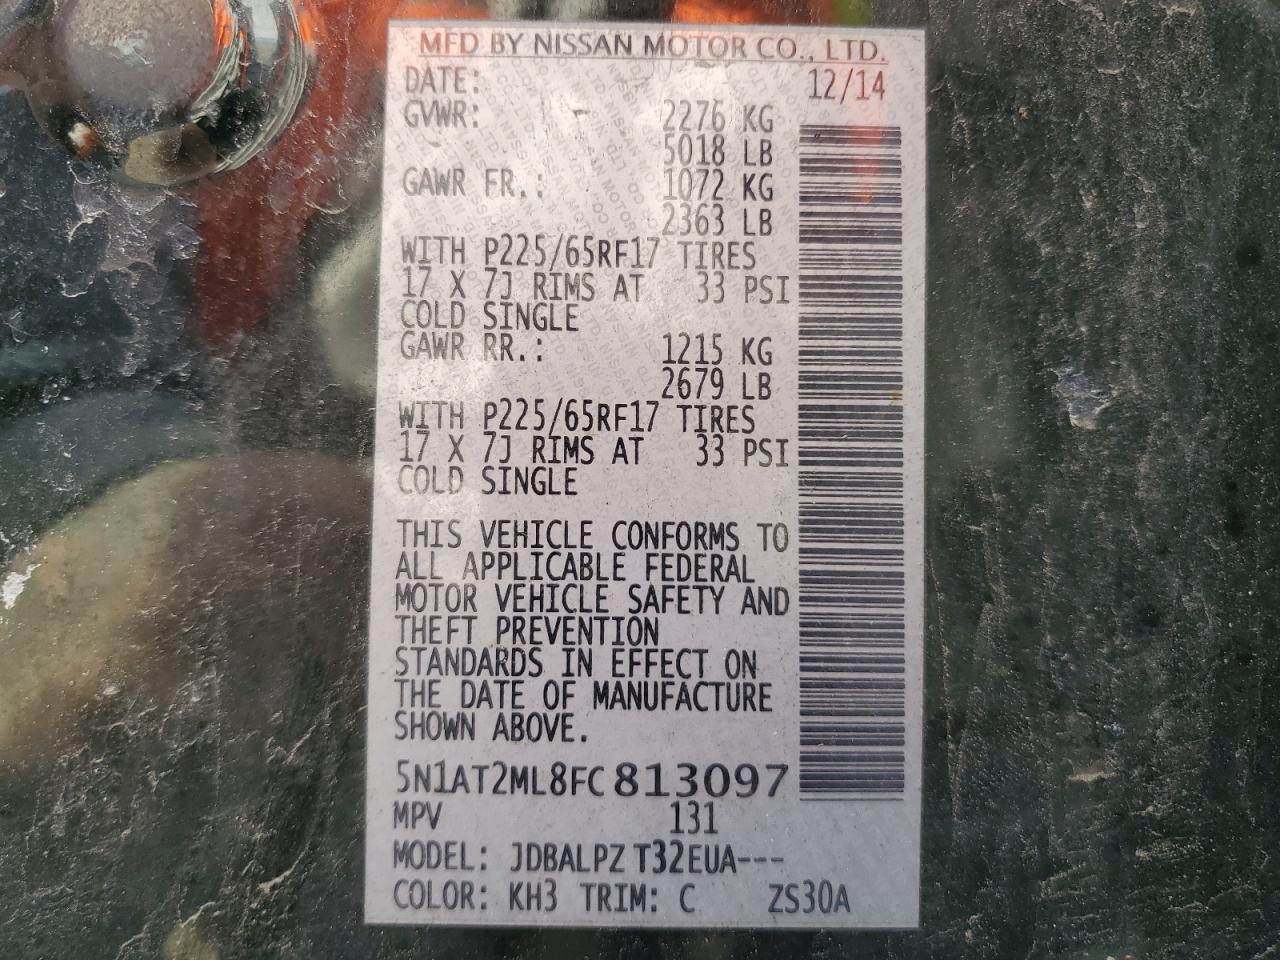 MFD BY NISSAN MOTOR CO., LTD.
DATE: 12/14
GVWR: 2276 KG
5018 LB
GAWR FR.: 1072 KG
2363 LB
WITH P225/65RF17 TIRES
17 X 7J RIMS AT 33 PSI
COLD SINGLE
GAWR RR.: 1215 KG
2679 LB
WITH P225/65RF17 TIRES
17 X 7J RIMS AT 33 PSI
COLD SINGLE
THIS VEHICLE CONFORMS TO
ALL APPLICABLE FEDERAL
MOTOR VEHICLE SAFETY AND
THEFT PREVENTION
STANDARDS IN EFFECT ON
THE DATE OF MANUFACTURE
SHOWN ABOVE.
5N1AT2ML8FC813097
MPV 131
MODEL: JDBALPZ T32EUA---
COLOR: KH3 TRIM: C ZS30A